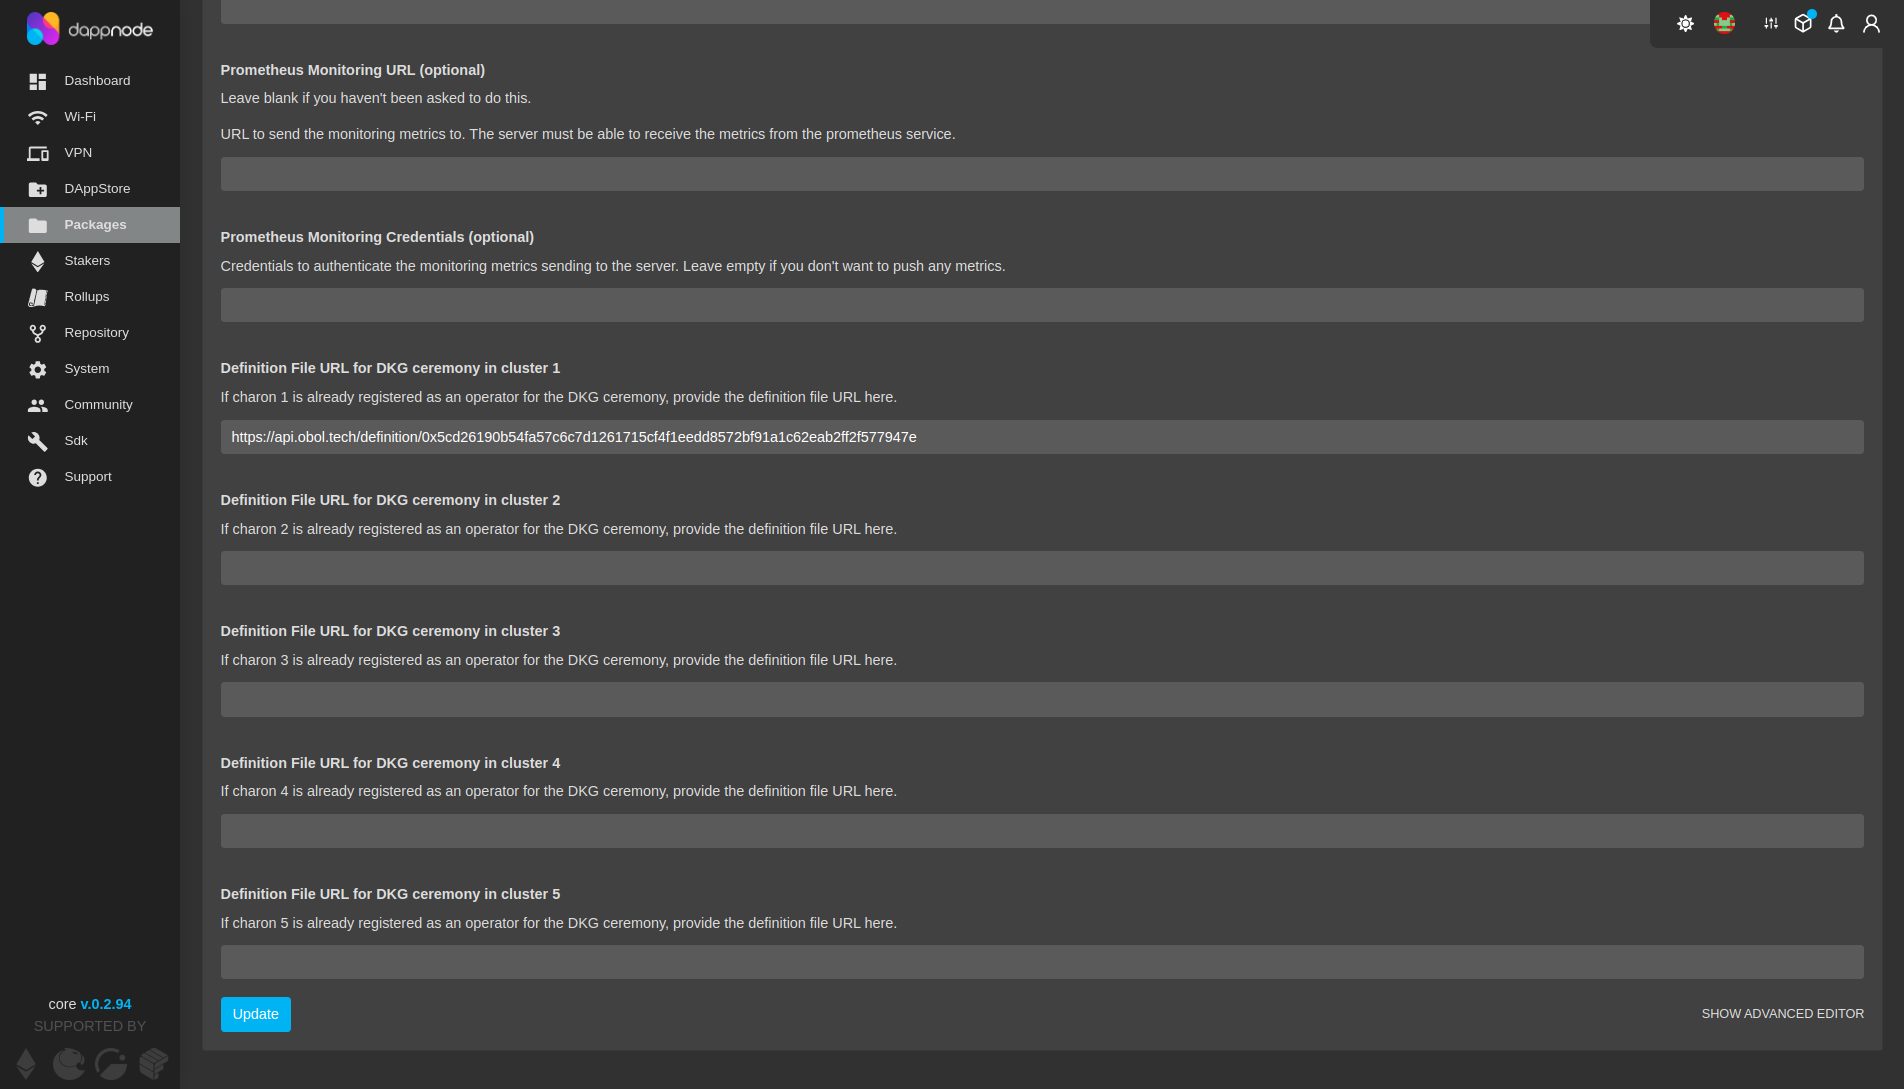 dappnode
Dashboard
Wi-Fi
VPN
DAppStore
Packages
Stakers
Rollups
Repository
System
Community
Sdk
Support
core v.0.2.94
SUPPORTED BY
Prometheus Monitoring URL (optional)
Leave blank if you haven't been asked to do this.
URL to send the monitoring metrics to. The server must be able to receive the metrics from the prometheus service.
Prometheus Monitoring Credentials (optional)
Credentials to authenticate the monitoring metrics sending to the server. Leave empty if you don't want to push any metrics.
Definition File URL for DKG ceremony in cluster 1
If charon 1 is already registered as an operator for the DKG ceremony, provide the definition file URL here.
https://api.obol.tech/definition/0x5cd26190b54fa57c6c7d1261715cf4f1eedd8572bf91a1c62eab2ff2f577947e
Definition File URL for DKG ceremony in cluster 2
If charon 2 is already registered as an operator for the DKG ceremony, provide the definition file URL here.
Definition File URL for DKG ceremony in cluster 3
If charon 3 is already registered as an operator for the DKG ceremony, provide the definition file URL here.
Definition File URL for DKG ceremony in cluster 4
If charon 4 is already registered as an operator for the DKG ceremony, provide the definition file URL here.
Definition File URL for DKG ceremony in cluster 5
If charon 5 is already registered as an operator for the DKG ceremony, provide the definition file URL here.
Update
SHOW ADVANCED EDITOR